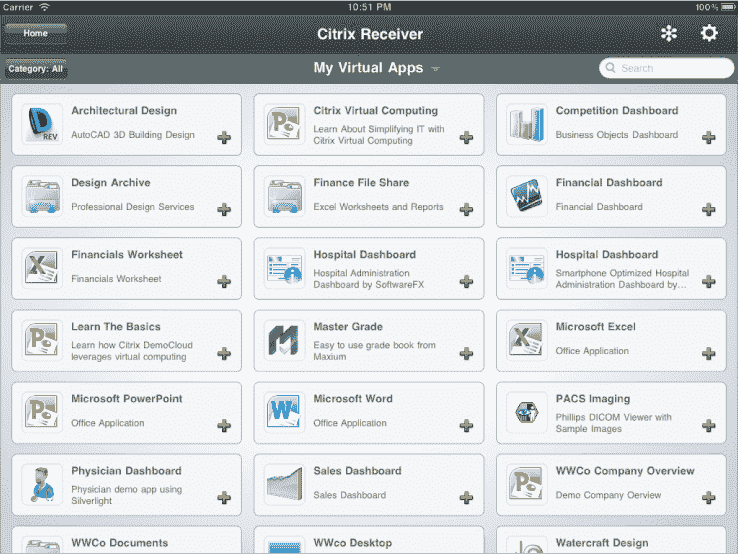 Carrier 10:51 PM 100%
Home Citrix Receiver
Category: All My Virtual Apps Search
Architectural Design
AutoCAD 3D Building Design
Citrix Virtual Computing
Learn About Simplifying IT with
Citrix Virtual Computing
Competition Dashboard
Business Objects Dashboard
Design Archive
Professional Design Services
Finance File Share
Excel Worksheets and Reports
Financial Dashboard
Financial Dashboard
Financials Worksheet
Financials Worksheet
Hospital Dashboard
Hospital Administration
Dashboard by SoftwareFX
Hospital Dashboard
Smartphone Optimized Hospital
Administration Dashboard by...
Learn The Basics
Learn how Citrix DemoCloud
leverages virtual computing
Master Grade
Easy to use grade book from
Maxium
Microsoft Excel
Office Application
Microsoft PowerPoint
Office Application
Microsoft Word
Office Application
PACS Imaging
Phillips DICOM Viewer with
Sample Images
Physician Dashboard
Physician demo app using
Silverlight
Sales Dashboard
Sales Dashboard
WWCo Company Overview
Demo Company Oerview
WWCo Documents
WWco Desktop
Watercraft Design